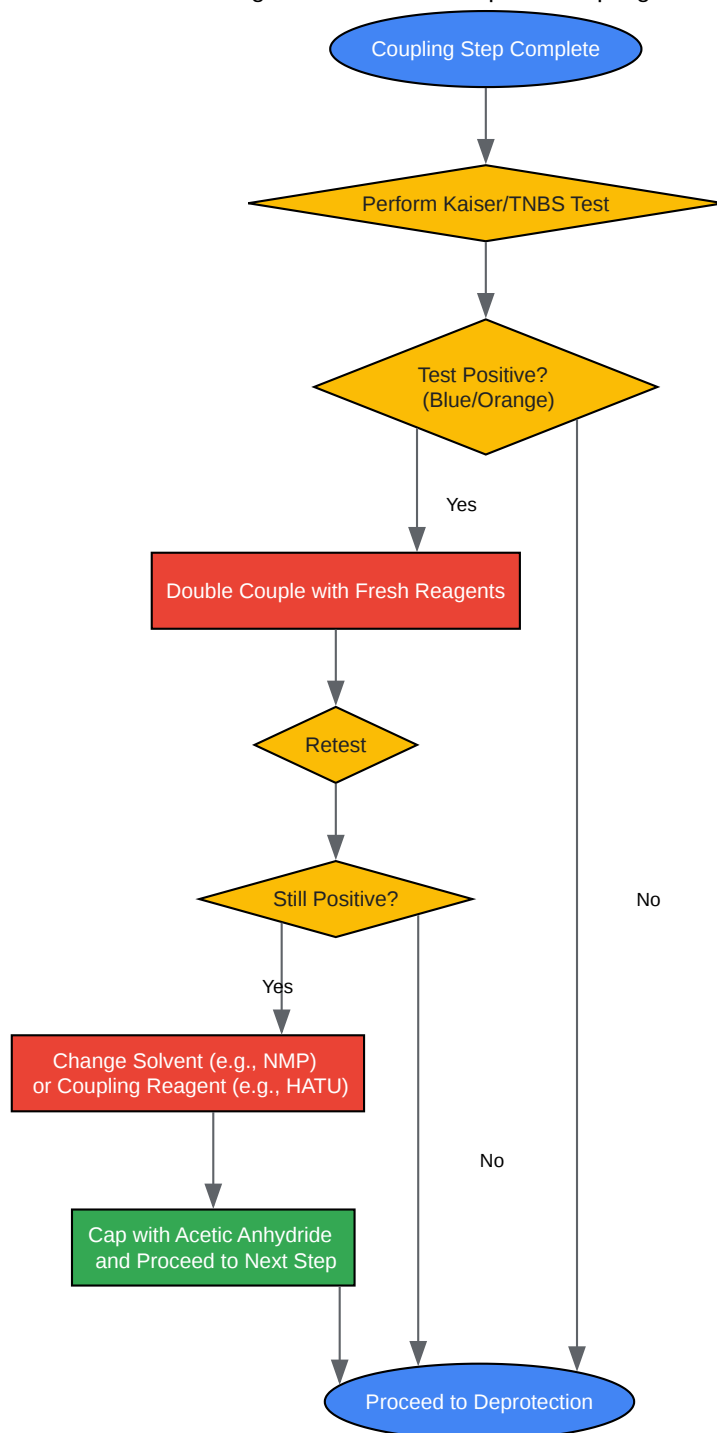 Coupling Step Complete
Perform Kaiser/TNBS Test
Test Positive?
(Blue/Orange)
Yes
Double Couple with Fresh Reagents
Retest
Still Positive?
No
Yes
Change Solvent (e.g., NMP)
or Coupling Reagent (e.g., HATU)
No
Cap with Acetic Anhydride
and Proceed to Next Step
Proceed to Deprotection